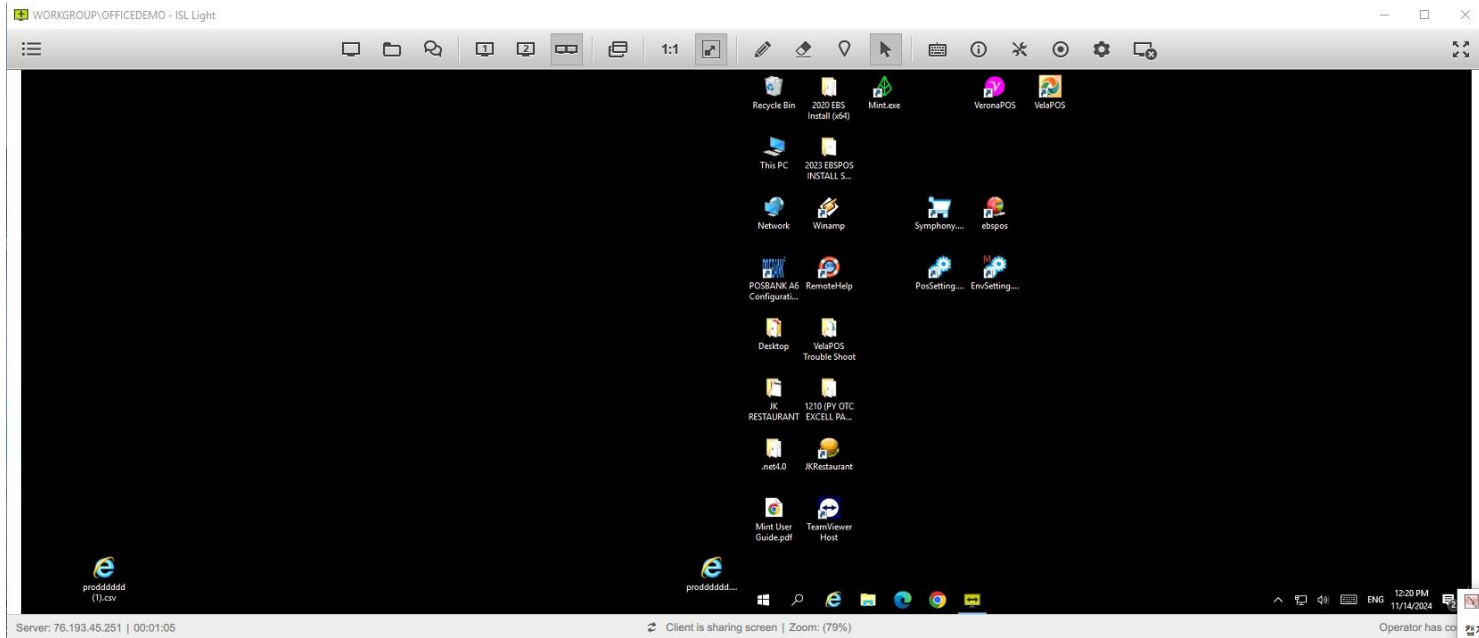 WORKGROUP\OFFICEDEMO - ISL Light
1
2
1:1
Recycle Bin
2020 EBS
Install (x64)
Mint.exe
VeronaPOS
VelaPOS
This PC
2023 EBSPOS
INSTALL S...
Network
Winamp
Symphony....
ebspos
POSBANK A6
Configurati...
RemoteHelp
PosSetting....
EnvSetting....
Desktop
VelaPOS
Trouble Shoot
JK
RESTAURANT
1210 (PY OTC
EXCELL PA...
.net4.0
JKRestaurant
Mint User
Guide.pdf
TeamViewer
Host
prodddddd
(1).csv
prodddddd....
ENG
12:20 PM
11/14/2024
2
Server: 76.193.45.251 | 00:01:05
Client is sharing screen | Zoom: (79%)
Operator has co